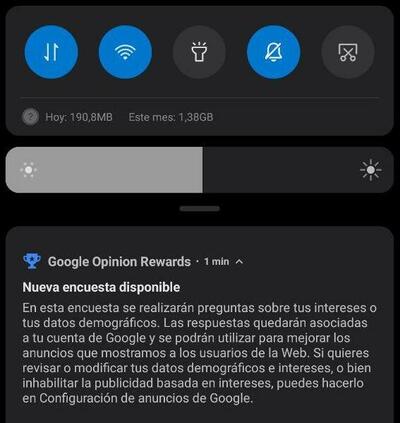 Hoy: 190,8MB Este mes: 1,38GB
Google Opinion Rewards · 1 min
Nueva encuesta disponible
En esta encuesta se realizarán preguntas sobre tus intereses o
tus datos demográficos. Las respuestas quedarán asociadas
a tu cuenta de Google y se podrán utilizar para mejorar los
anuncios que mostramos a los usuarios de la Web. Si quieres
revisar o modificar tus datos demográficos e intereses, o bien
inhabilitar la publicidad basada en intereses, puedes hacerlo
en Configuración de anuncios de Google.